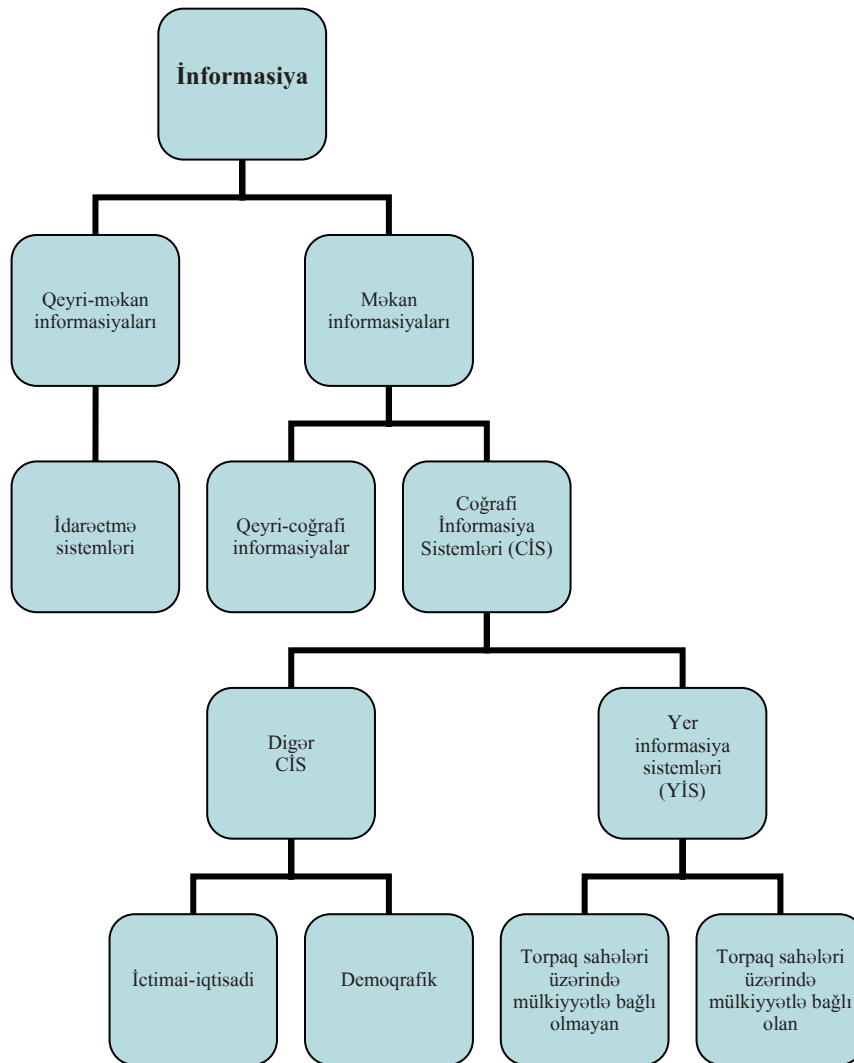 İnformasiya
Qeyri-məkan
informasiyaları
Məkan
informasiyaları
İdarəetmə
sistemləri
Qeyri-coğrafi
informasiyalar
Coğrafi
İnformasiya
Sistemləri (CİS)
Digər
CİS
Yer
informasiya
sistemləri
(YİS)
İctimai-iqtisadi
Demoqrafik
Torpaq sahələri
üzərində
mülkiyyətlə bağlı
olmayan
Torpaq sahələri
üzərində
mülkiyyətlə bağlı
olan